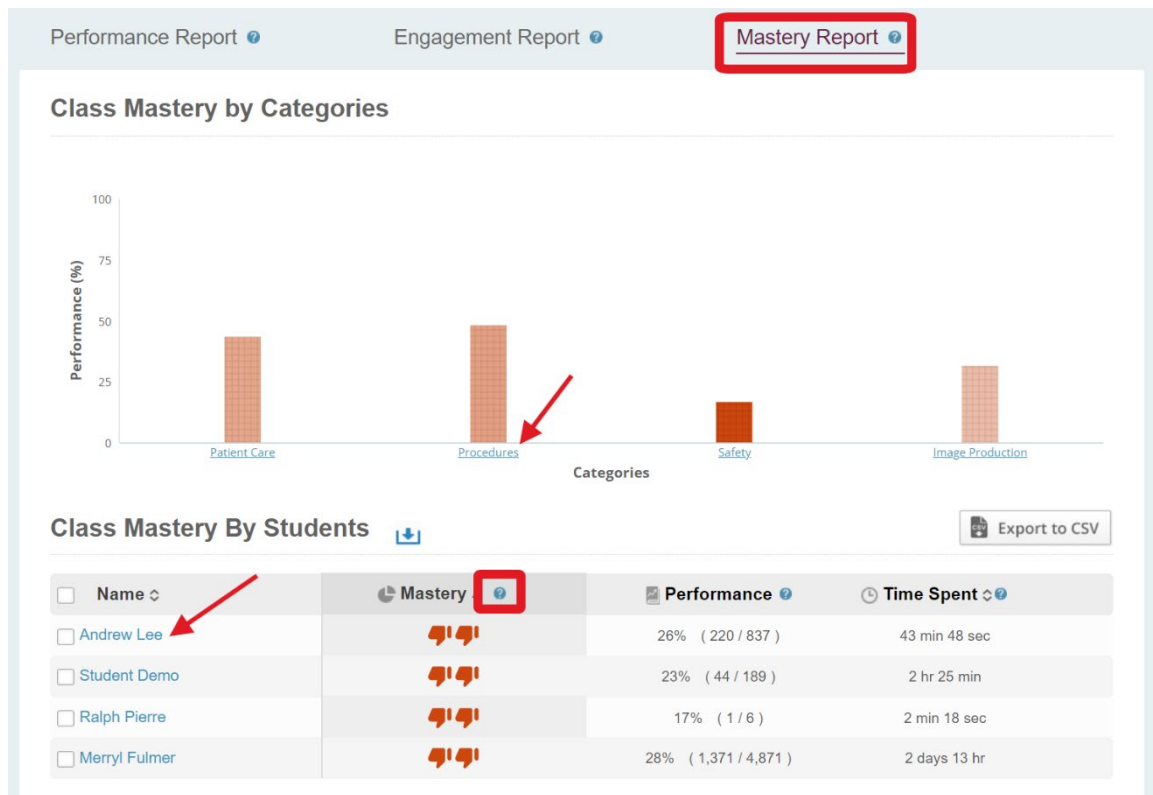 Performance Report ? Engagement Report ? Mastery Report ?
Class Mastery by Categories
100
75
50
25
0
Performance (%)
Patient Care Procedures Safety Image Production
Categories
Class Mastery By Students
CSV Export to CSV
Name Mastery ? Performance ? Time Spent ?
Andrew Lee 26% ( 220 / 837 ) 43 min 48 sec
Student Demo 23% ( 44 / 189 ) 2 hr 25 min
Ralph Pierre 17% ( 1 / 6 ) 2 min 18 sec
Merryl Fulmer 28% ( 1,371 / 4,871 ) 2 days 13 hr